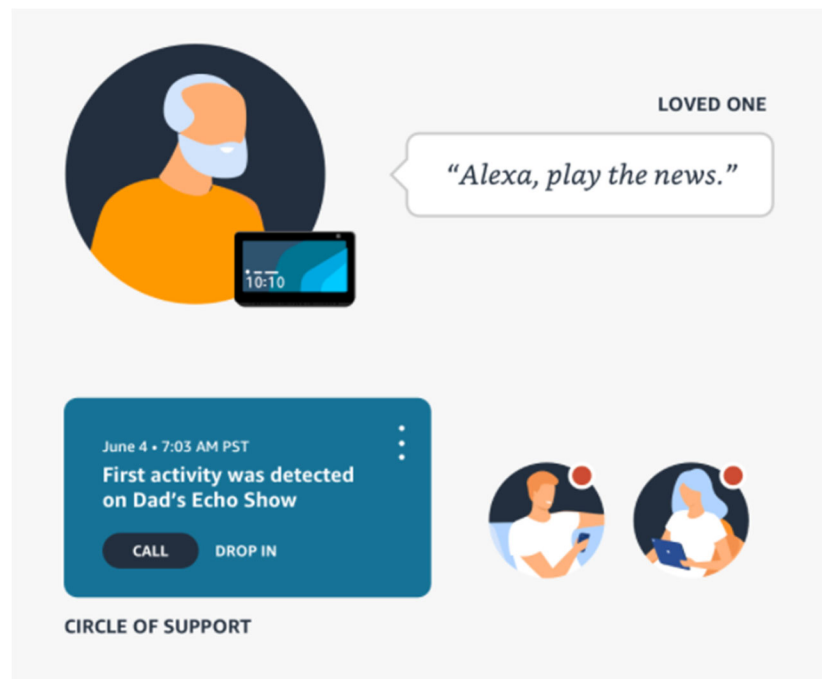 LOVED ONE
“Alexa, play the news.”
10:10
June 4 • 7:03 AM PST
First activity was detected
on Dad’s Echo Show
CALL DROP IN
CIRCLE OF SUPPORT